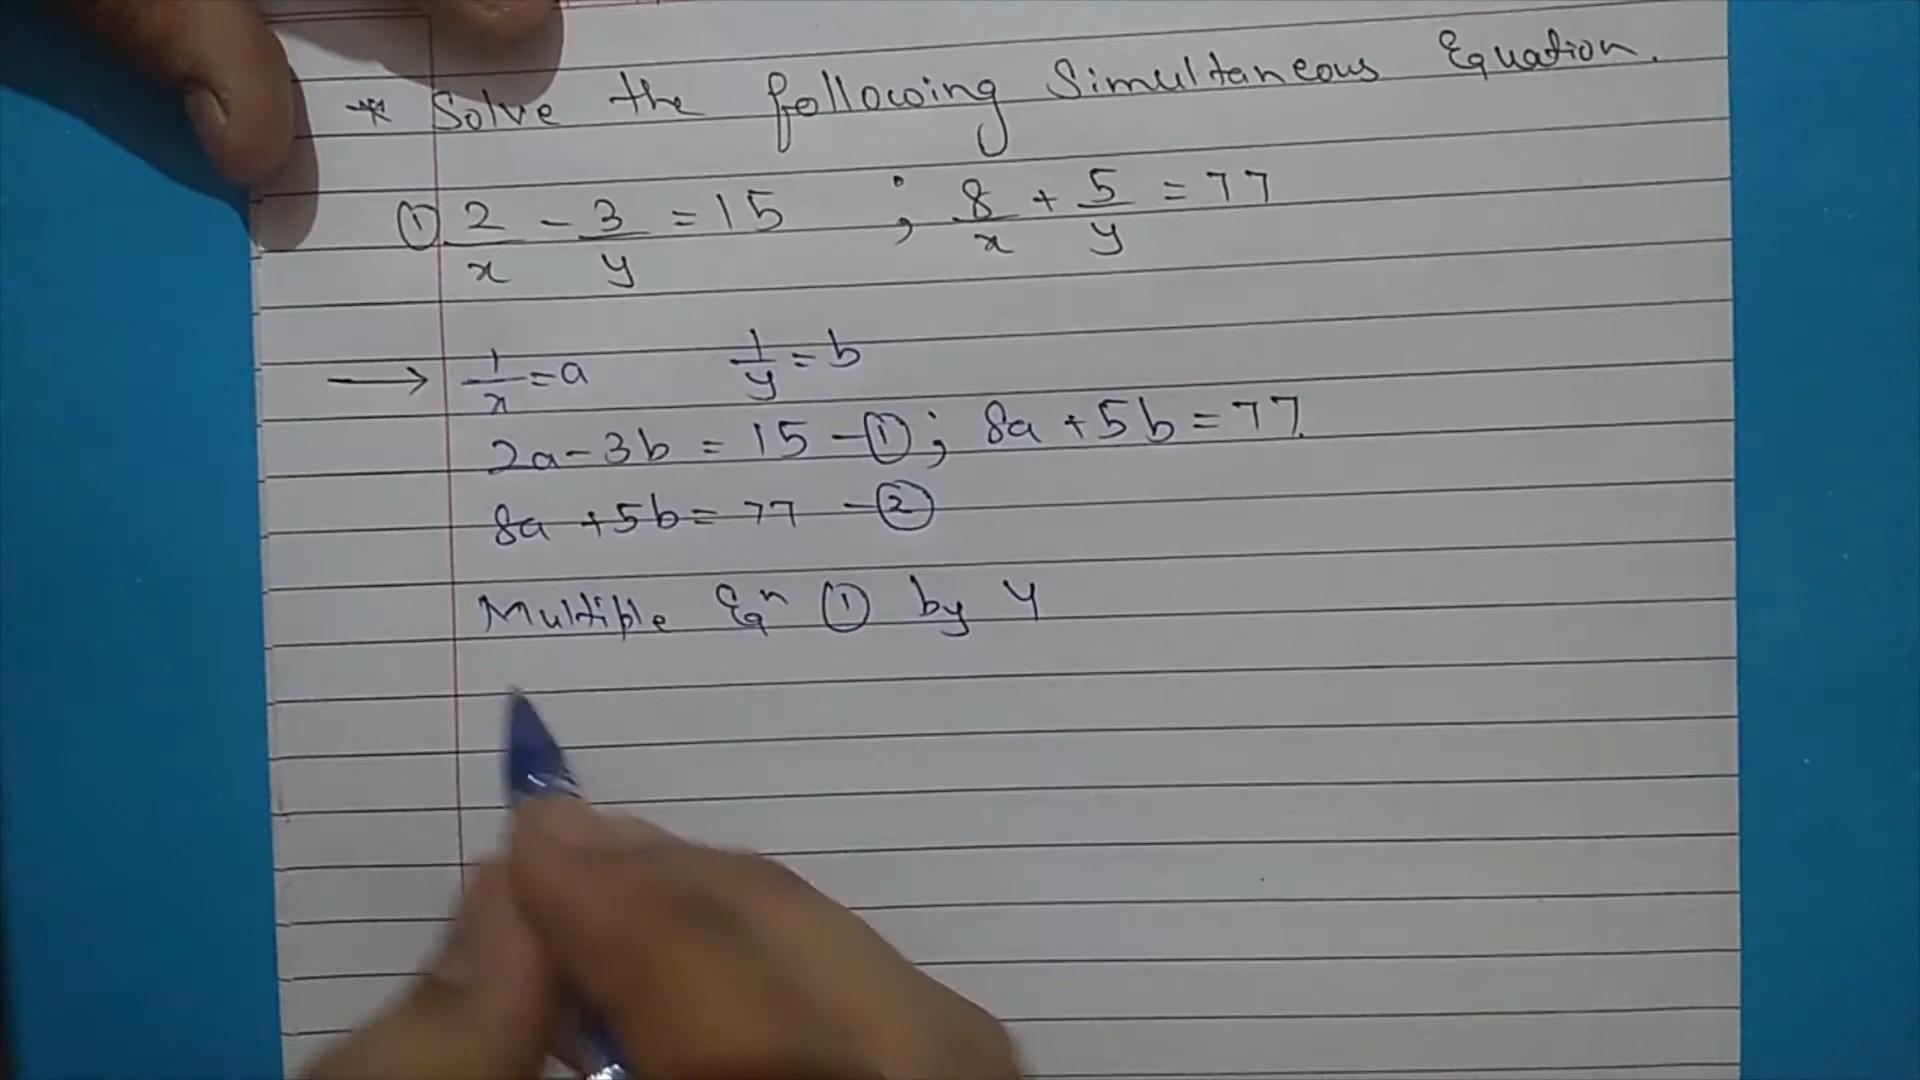 * Solve the following Simultaneous Equation.
① 2/x - 3/y = 15 ; 8/x + 5/y = 77
→ 1/x = a 1/y = b
2a - 3b = 15 - ① ; 8a + 5b = 77.
8a + 5b = 77 - ②
Multiple Eqⁿ ① by 4